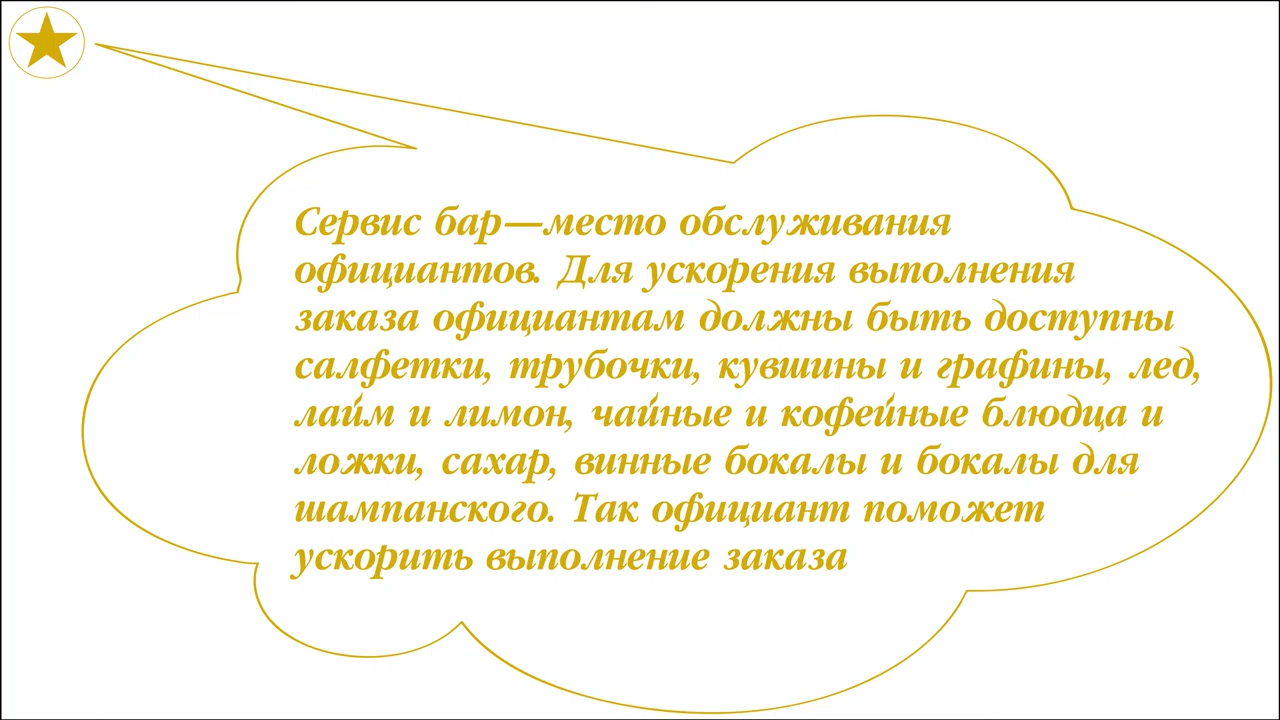 Сервис бар—место обслуживания
официантов. Для ускорения выполнения
заказа официантам должны быть доступны
салфетки, трубочки, кувшины и графины, лед,
лайм и лимон, чайные и кофейные блюдца и
ложки, сахар, винные бокалы и бокалы для
шампанского. Так официант поможет
ускорить выполнение заказа